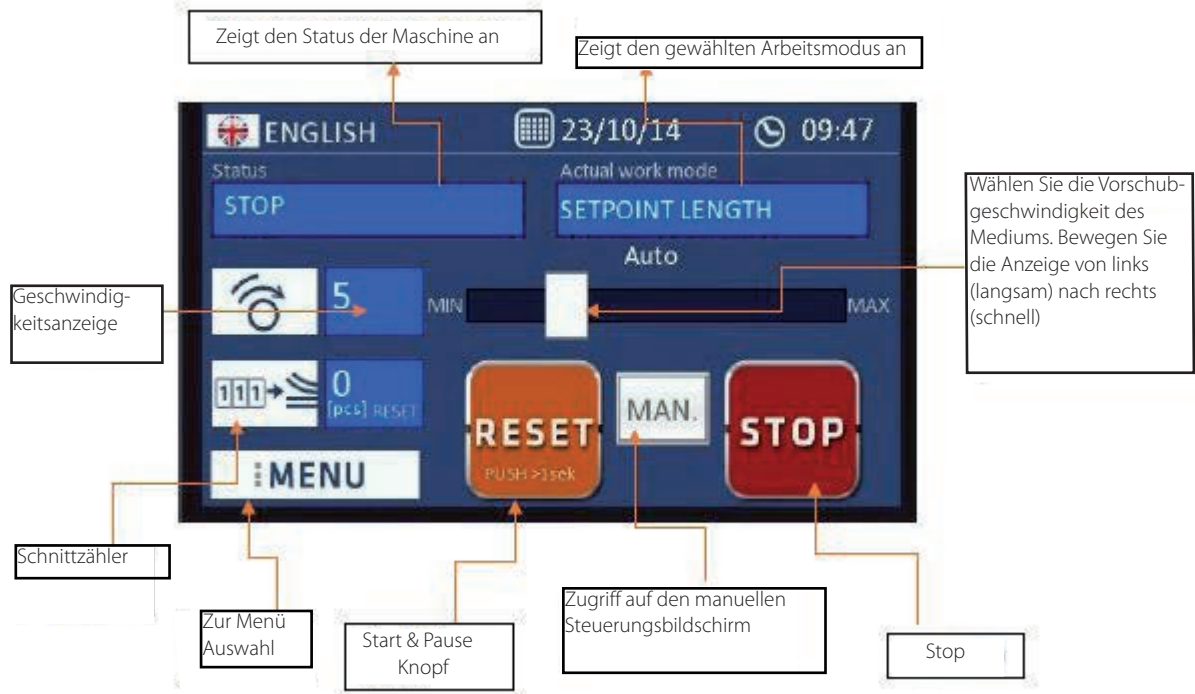 Zeigt den Status der Maschine an
Zeigt den gewählten Arbeitsmodus an
ENGLISH
23/10/14
09:47
Status
Actual work mode
STOP
SETPOINT LENGTH
Auto
Wählen Sie die Vorschub-
geschwindigkeit des
Mediums. Bewegen Sie
die Anzeige von links
(langsam) nach rechts
(schnell)
Geschwindig-
keitsanzeige
5
MIN
MAX
111
0
[pcs] RESET
RESET
PUSH >1sek
MAN.
STOP
MENU
Schnittzähler
Zur Menü
Auswahl
Start & Pause
Knopf
Zugriff auf den manuellen
Steuerungsbildschirm
Stop